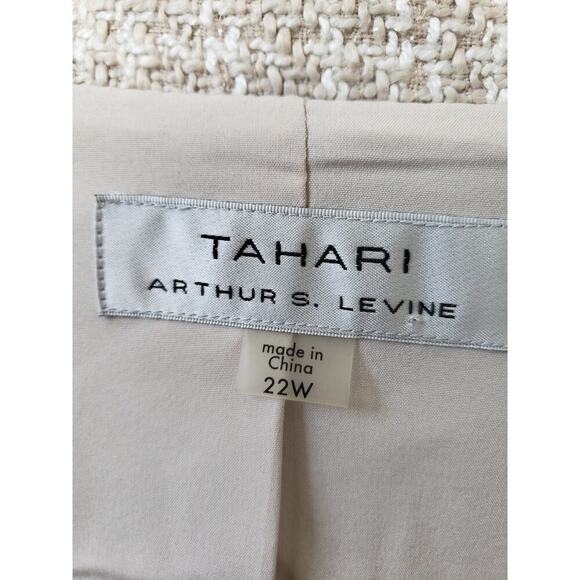 TAHARI
ARTHUR S. LEVINE
made in
China
22W